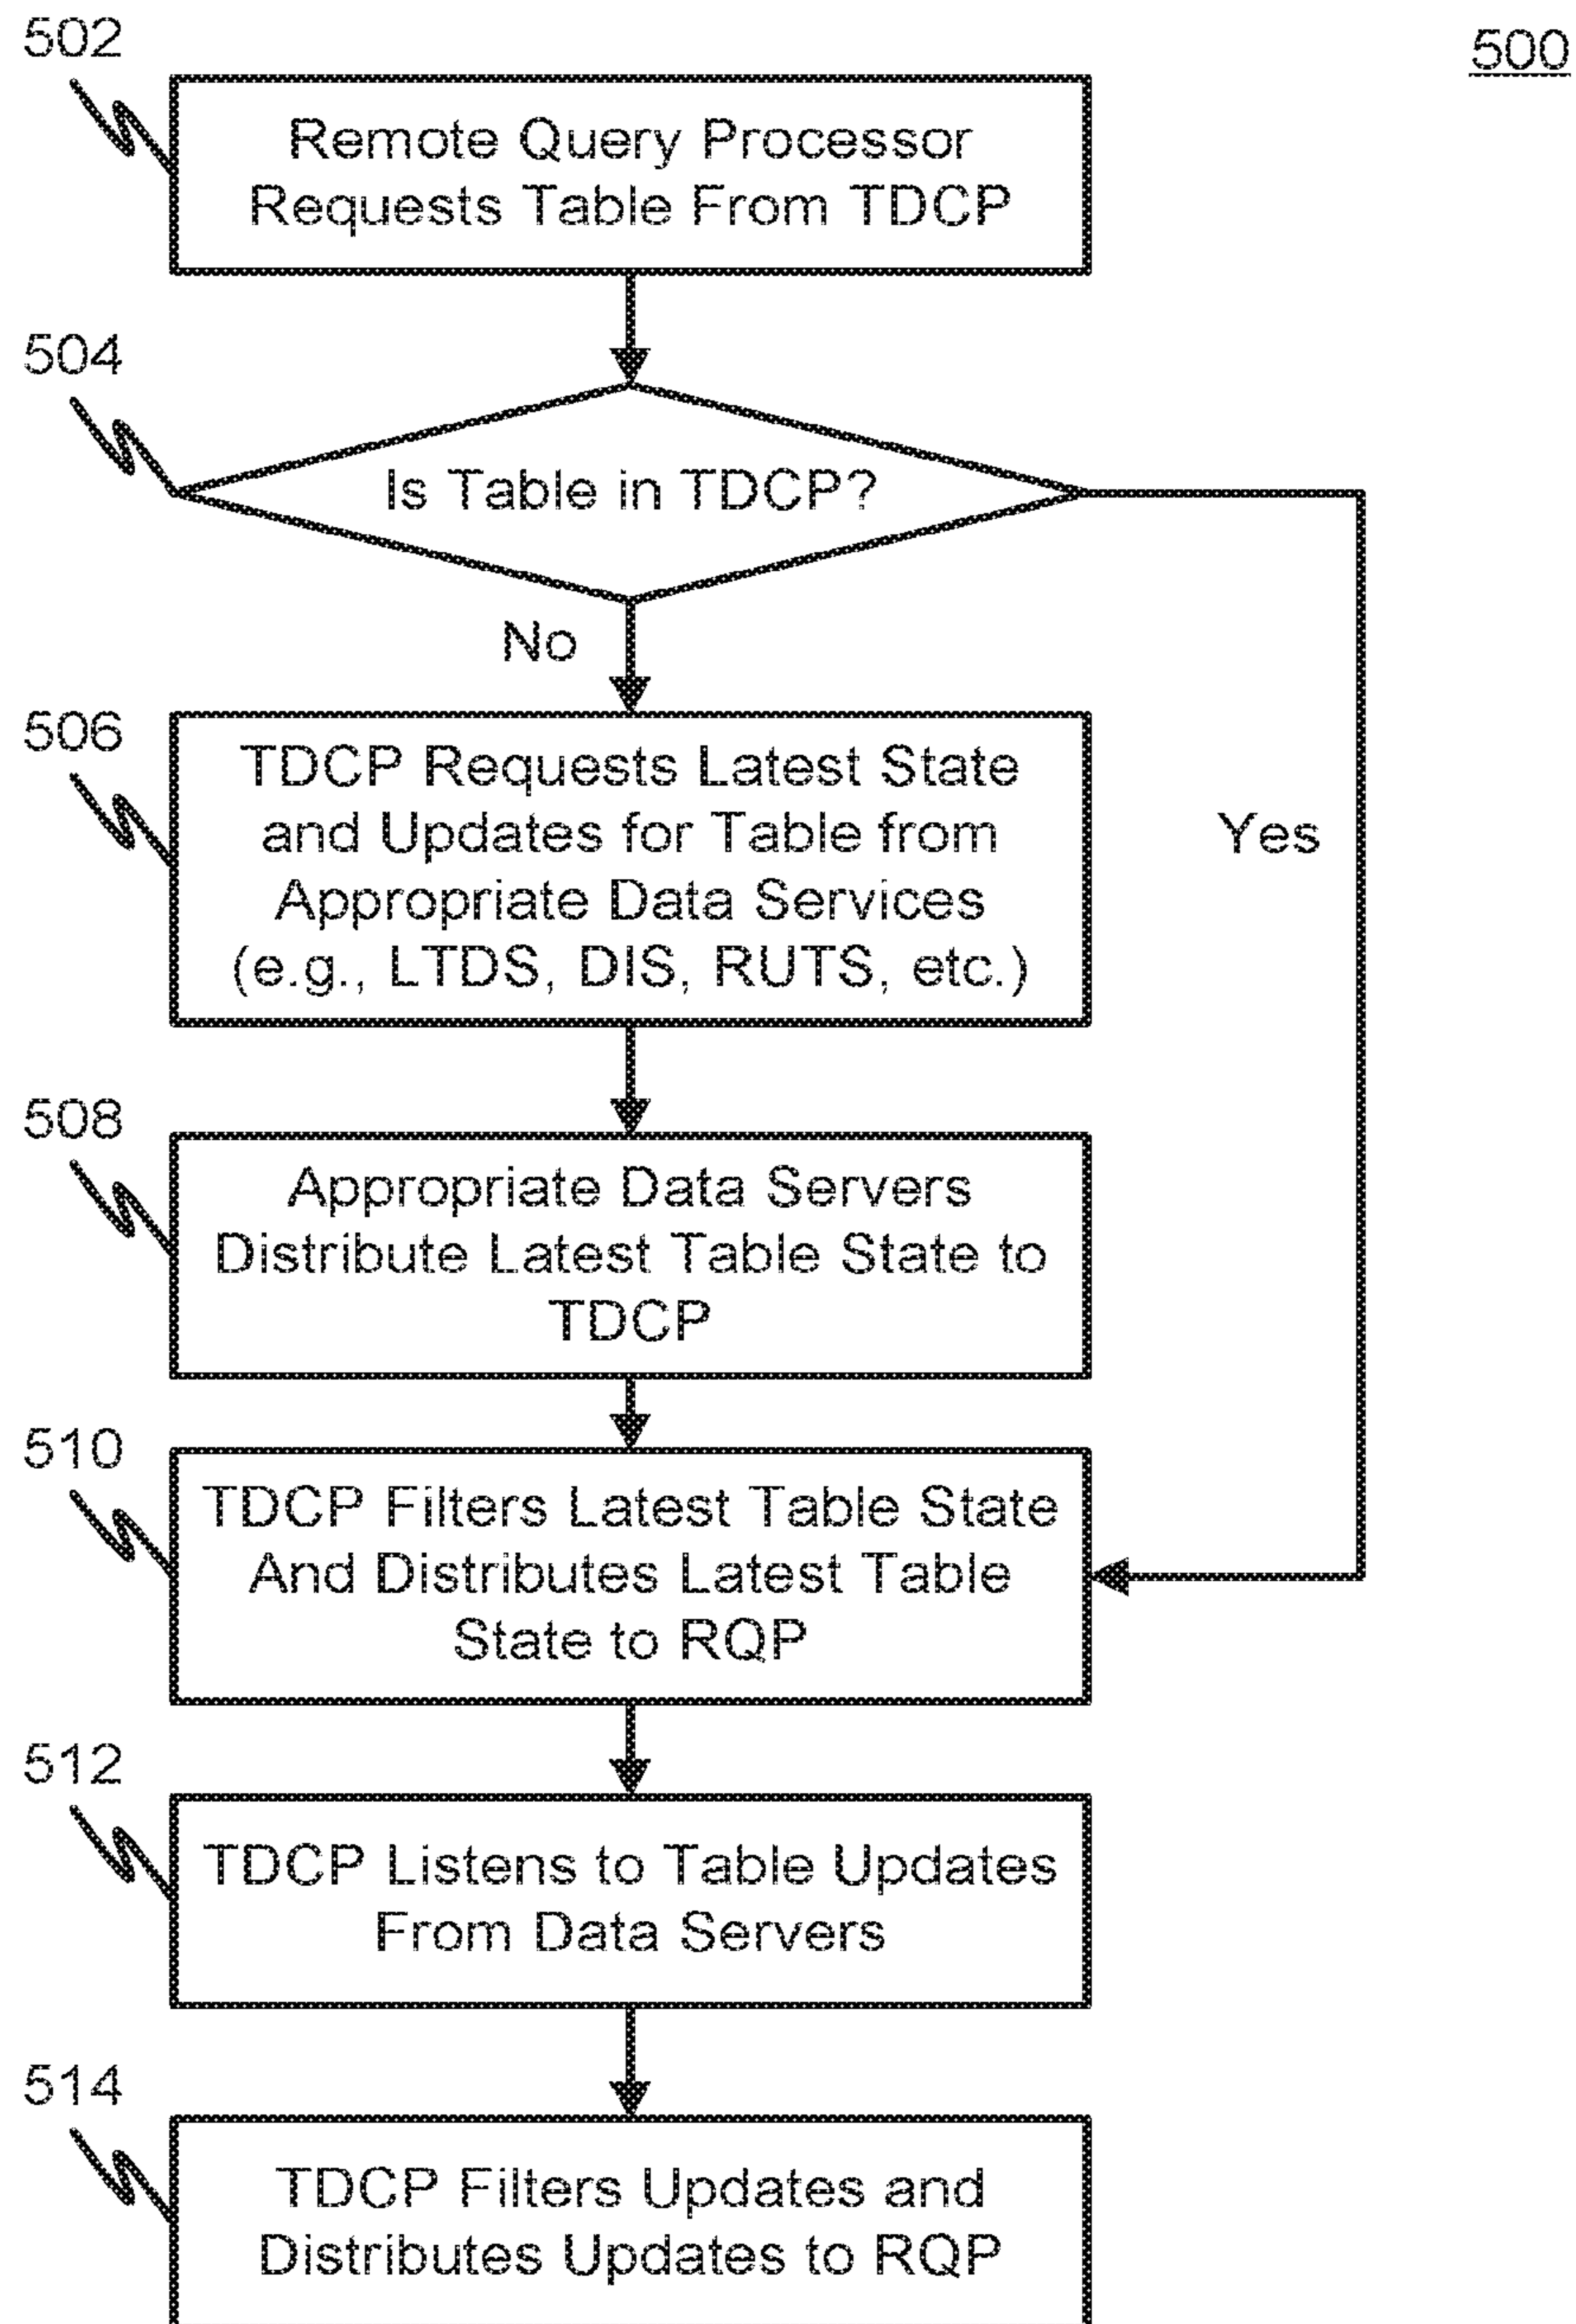 502
500
Remote Query Processor
Requests Table From TDCP
504
Is Table in TDCP?
No
506
TDCP Requests Latest State
and Updates for Table from
Appropriate Data Services
(e.g., LTDS, DIS, RUTS, etc.)
Yes
508
Appropriate Data Servers
Distribute Latest Table State to
TDCP
510
TDCP Filters Latest Table State
And Distributes Latest Table
State to RQP
512
TDCP Listens to Table Updates
From Data Servers
514
TDCP Filters Updates and
Distributes Updates to RQP